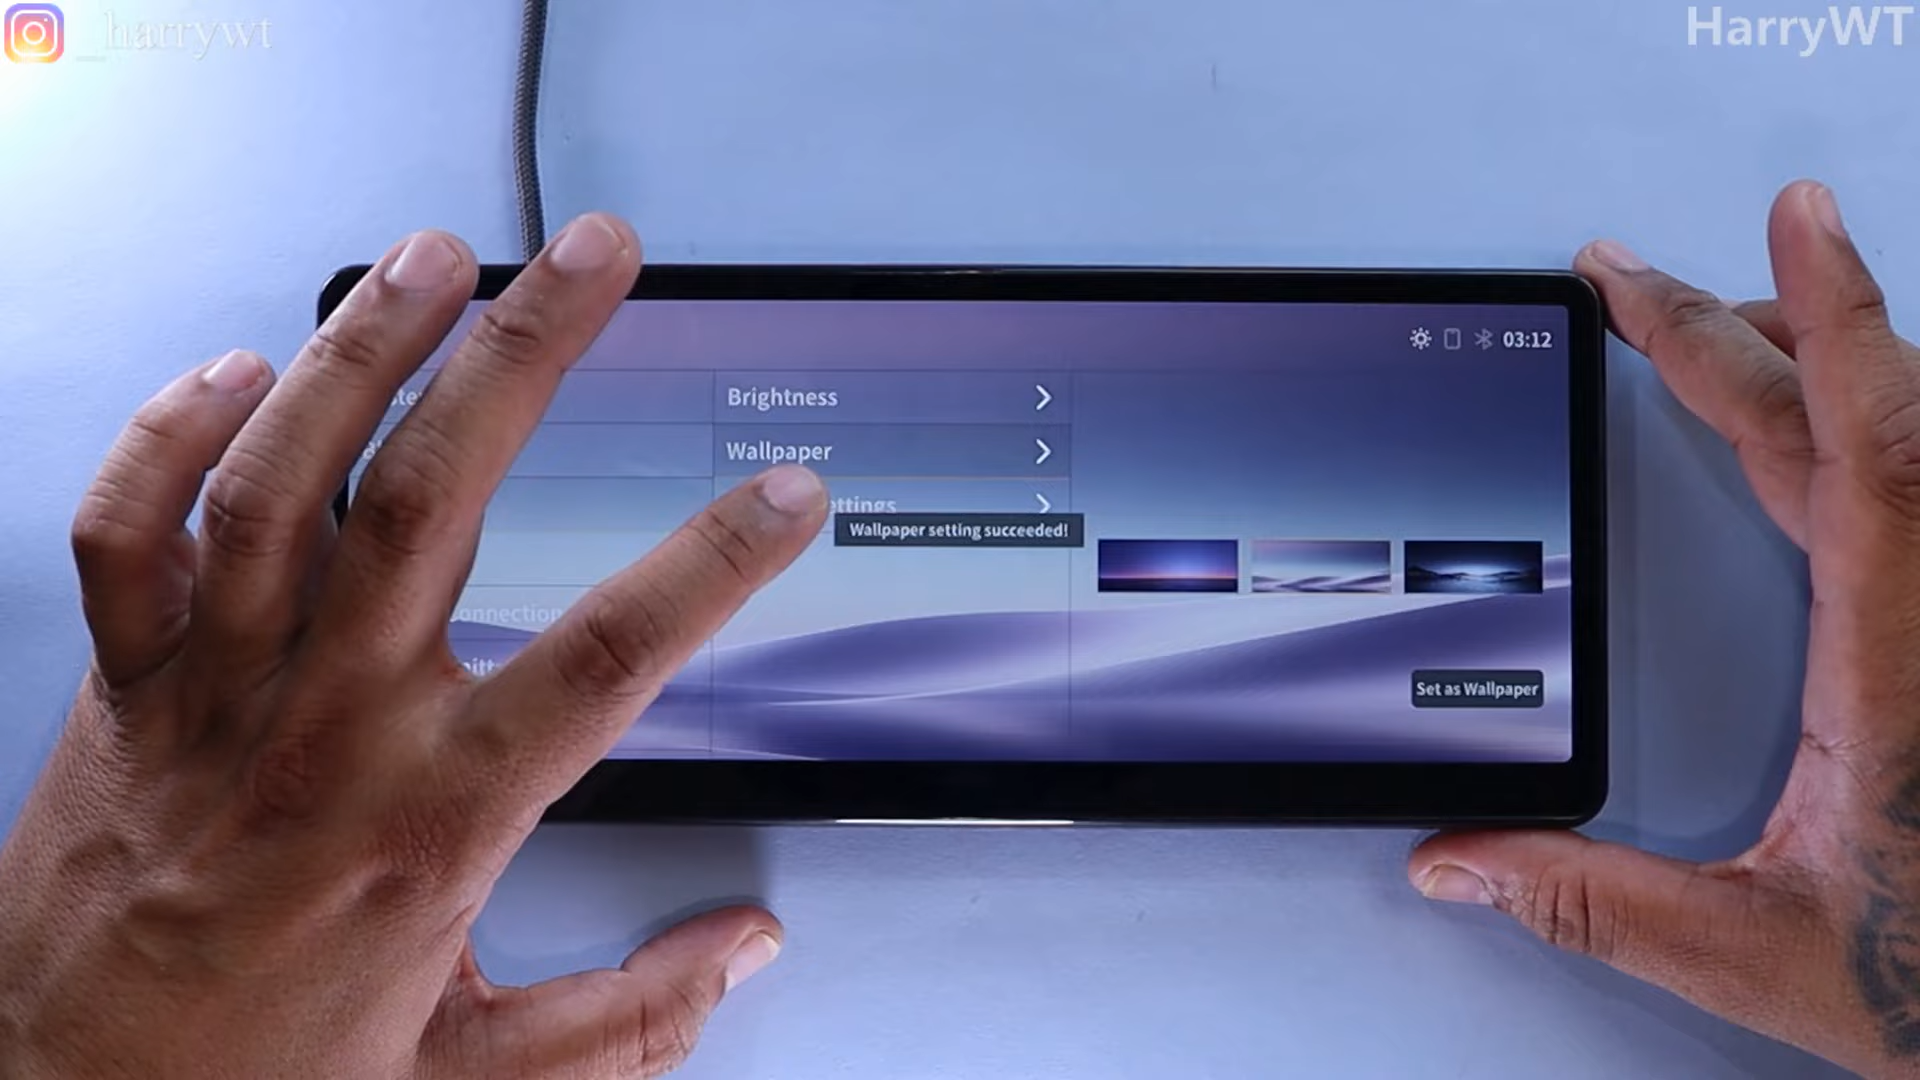 _harrywt
HarryWT
03:12
Brightness
Wallpaper
Wallpaper setting succeeded!
Set as Wallpaper